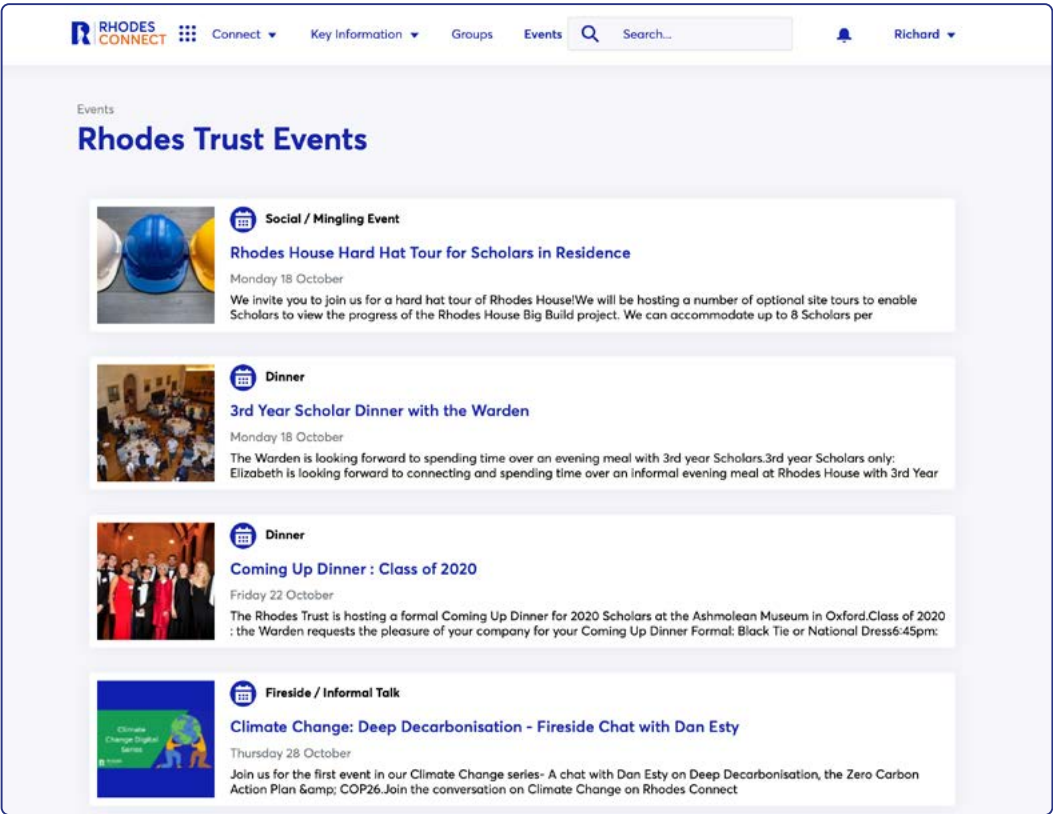 RHODES
CONNECT
Connect
Key Information
Groups
Events
Search...
Richard
Events
Rhodes Trust Events
Social / Mingling Event
Rhodes House Hard Hat Tour for Scholars in Residence
Monday 18 October
We invite you to join us for a hard hat tour of Rhodes House!We will be hosting a number of optional site tours to enable
Scholars to view the progress of the Rhodes House Big Build project. We can accommodate up to 8 Scholars per
Dinner
3rd Year Scholar Dinner with the Warden
Monday 18 October
The Warden is looking forward to spending time over an evening meal with 3rd year Scholars.3rd year Scholars only:
Elizabeth is looking forward to connecting and spending time over an informal evening meal at Rhodes House with 3rd Year
Dinner
Coming Up Dinner : Class of 2020
Friday 22 October
The Rhodes Trust is hosting a formal Coming Up Dinner for 2020 Scholars at the Ashmolean Museum in Oxford.Class of 2020
: the Warden requests the pleasure of your company for your Coming Up Dinner Formal: Black Tie or National Dress6:45pm:
Climate
Change Digital
Series
Fireside / Informal Talk
Climate Change: Deep Decarbonisation - Fireside Chat with Dan Esty
Thursday 28 October
Join us for the first event in our Climate Change series- A chat with Dan Esty on Deep Decarbonisation, the Zero Carbon
Action Plan &amp; COP26.Join the conversation on Climate Change on Rhodes Connect